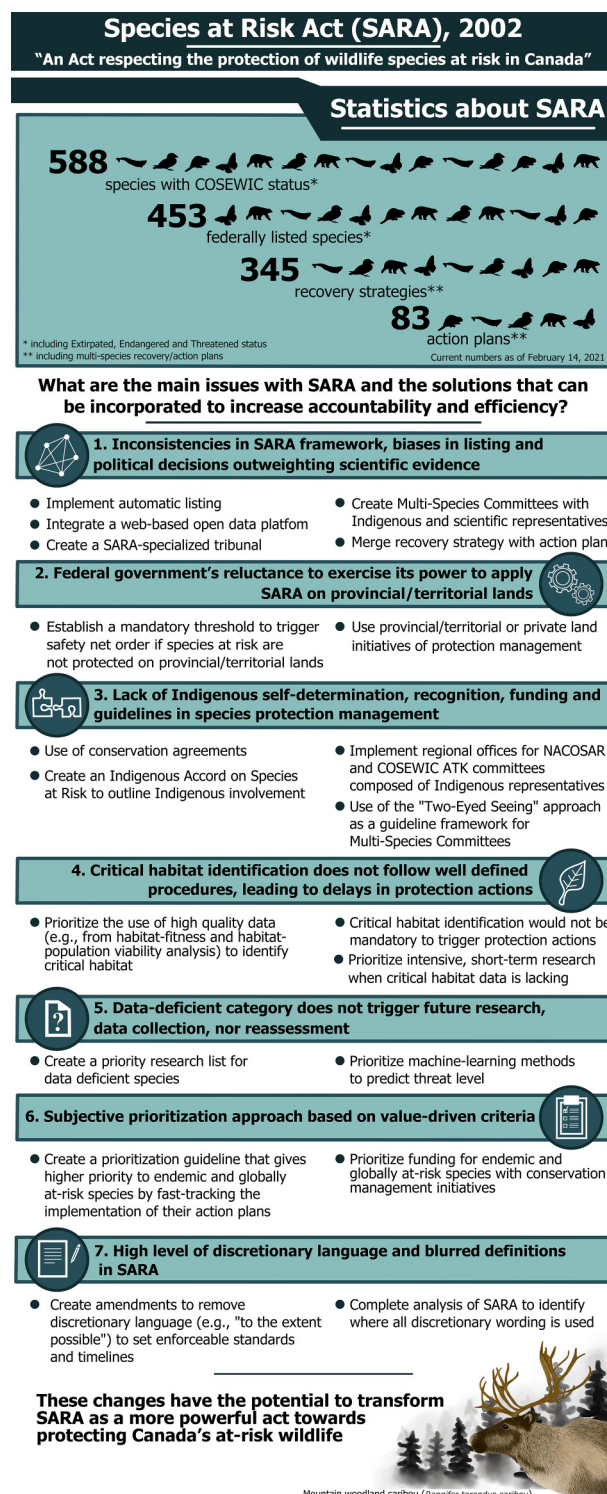 Species at Risk Act (SARA), 2002
“An Act respecting the protection of wildlife species at risk in Canada”
Statistics about SARA
588
species with COSEWIC status*
453
federally listed species*
345
recovery strategies**
83
action plans**
* including Extirpated, Endangered and Threatened status
** including multi-species recovery/action plans
Current numbers as of February 14, 2021
What are the main issues with SARA and the solutions that can
be incorporated to increase accountability and efficiency?
1. Inconsistencies in SARA framework, biases in listing and
political decisions outweighting scientific evidence
● Implement automatic listing
● Integrate a web-based open data platfom
● Create a SARA-specialized tribunal
● Create Multi-Species Committees with
Indigenous and scientific representatives
● Merge recovery strategy with action plan
2. Federal government’s reluctance to exercise its power to apply
SARA on provincial/territorial lands
● Establish a mandatory threshold to trigger
safety net order if species at risk are
not protected on provincial/territorial lands
● Use provincial/territorial or private land
initiatives of protection management
3. Lack of Indigenous self-determination, recognition, funding and
guidelines in species protection management
● Use of conservation agreements
● Create an Indigenous Accord on Species
at Risk to outline Indigenous involvement
● Implement regional offices for NACOSAR
and COSEWIC ATK committees
composed of Indigenous representatives
● Use of the "Two-Eyed Seeing" approach
as a guideline framework for
Multi-Species Committees
4. Critical habitat identification does not follow well defined
procedures, leading to delays in protection actions
● Prioritize the use of high quality data
(e.g., from habitat-fitness and habitat-
population viability analysis) to identify
critical habitat
● Critical habitat identification would not be
mandatory to trigger protection actions
● Prioritize intensive, short-term research
when critical habitat data is lacking
?
5. Data-deficient category does not trigger future research,
data collection, nor reassessment
● Create a priority research list for
data deficient species
● Prioritize machine-learning methods
to predict threat level
6. Subjective prioritization approach based on value-driven criteria
● Create a prioritization guideline that gives
higher priority to endemic and globally
at-risk species by fast-tracking the
implementation of their action plans
● Prioritize funding for endemic and
globally at-risk species with conservation
management initiatives
7. High level of discretionary language and blurred definitions
in SARA
● Create amendments to remove
discretionary language (e.g., "to the extent
possible") to set enforceable standards
and timelines
● Complete analysis of SARA to identify
where all discretionary wording is used
These changes have the potential to transform
SARA as a more powerful act towards
protecting Canada’s at-risk wildlife
Mountain woodland caribou (Rangifer tarandus caribou)